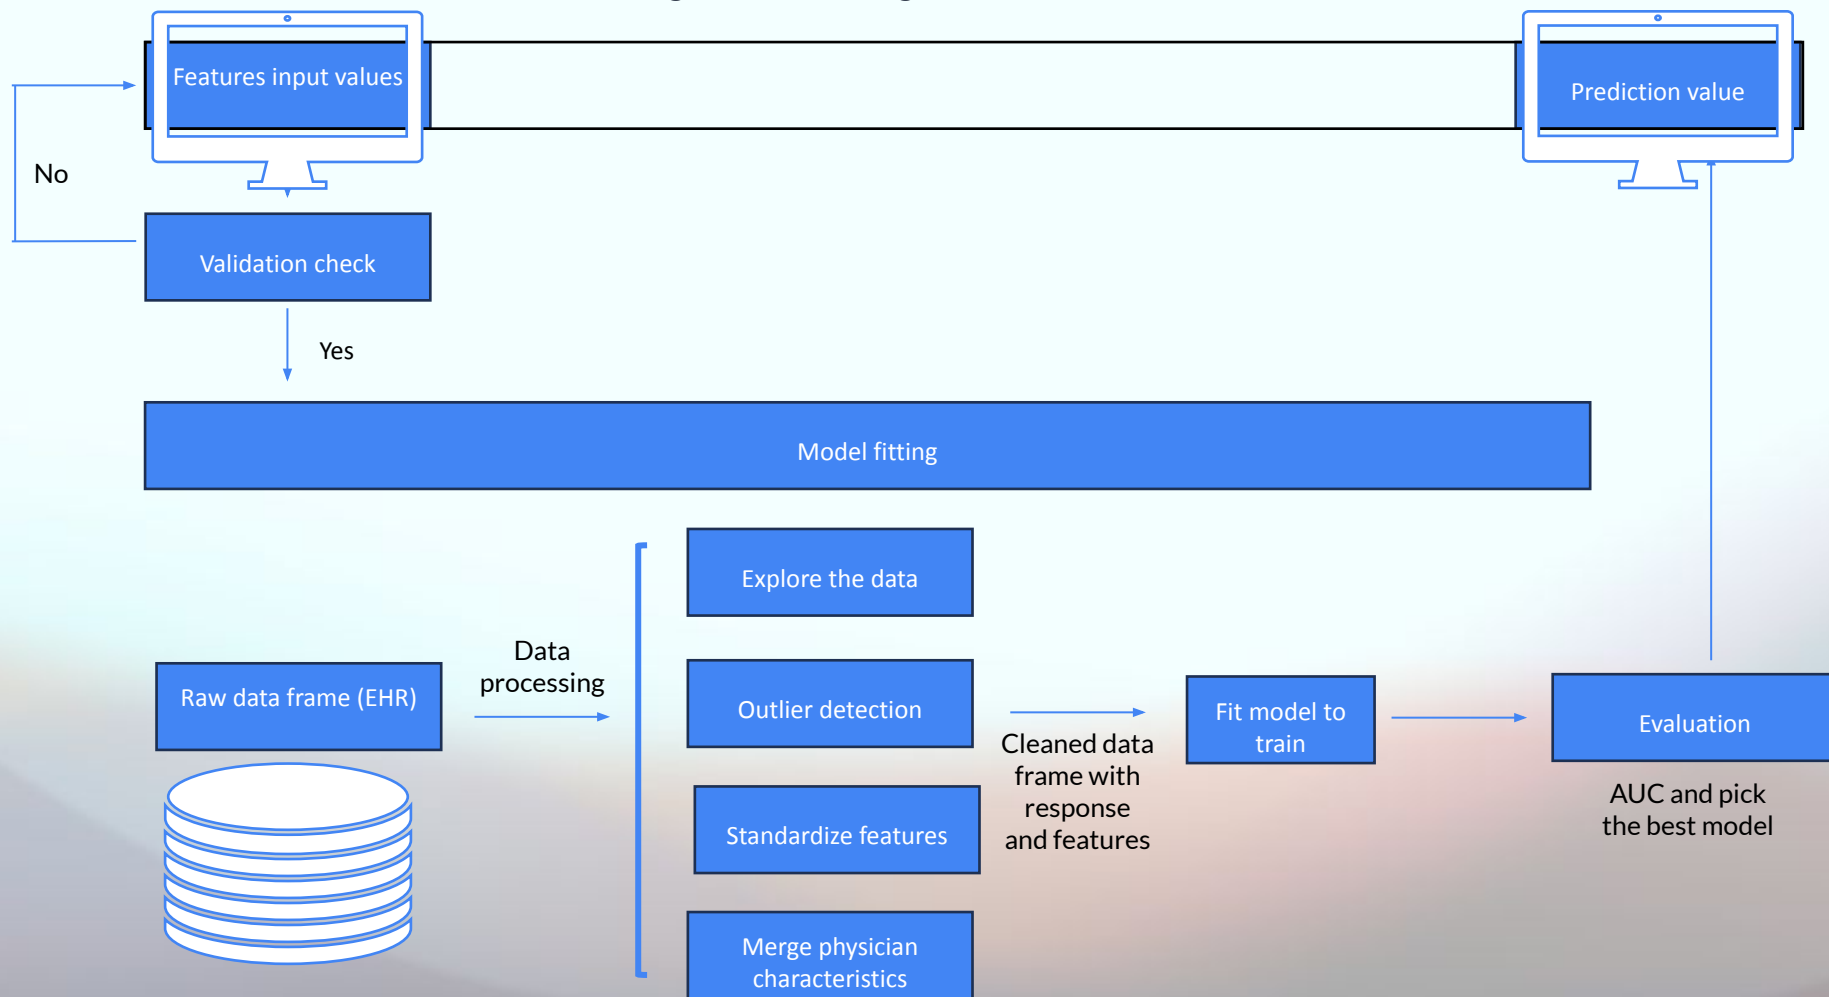 Features input values
Prediction value
No
Validation check
Yes
Model fitting
Explore the data
Data
processing
Raw data frame (EHR)
Outlier detection
Cleaned data
frame with
response
and features
Fit model to
train
Evaluation
AUC and pick
the best model
Standardize features
Merge physician
characteristics